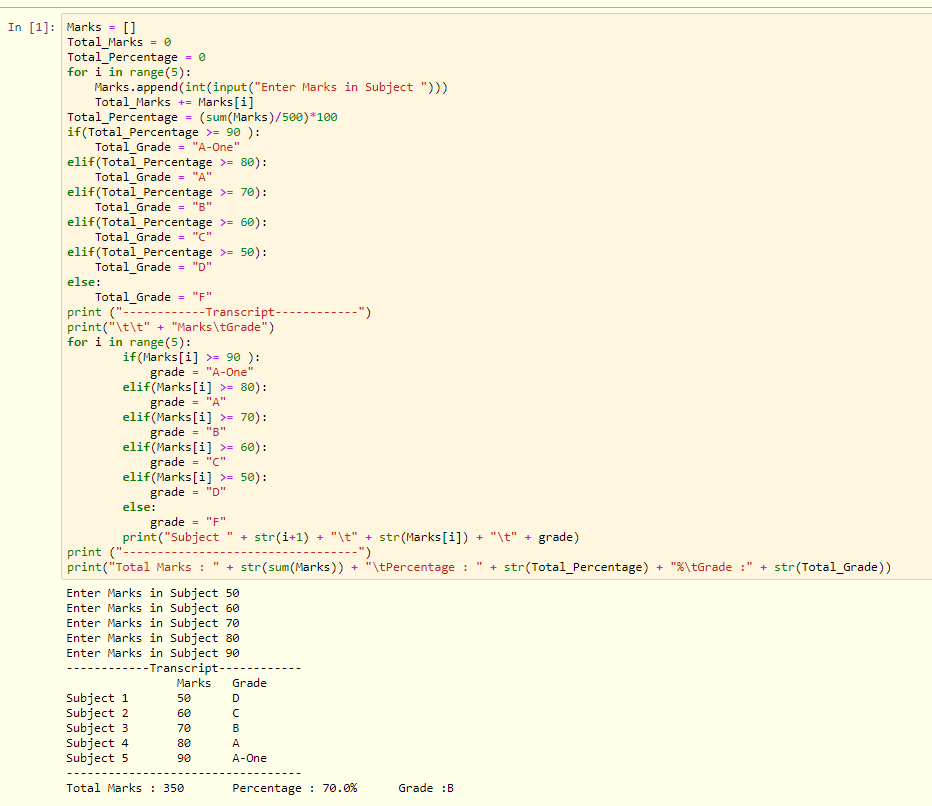 In [1]: Marks = []
Total_Marks = 0
Total_Percentage = 0
for i in range(5):
    Marks.append(int(input("Enter Marks in Subject ")))
    Total_Marks += Marks[i]
Total_Percentage = (sum(Marks)/500)*100
if(Total_Percentage >= 90 ):
    Total_Grade = "A-One"
elif(Total_Percentage >= 80):
    Total_Grade = "A"
elif(Total_Percentage >= 70):
    Total_Grade = "B"
elif(Total_Percentage >= 60):
    Total_Grade = "C"
elif(Total_Percentage >= 50):
    Total_Grade = "D"
else:
    Total_Grade = "F"
print ("------------Transcript------------")
print("\t\t" + "Marks\tGrade")
for i in range(5):
        if(Marks[i] >= 90 ):
            grade = "A-One"
        elif(Marks[i] >= 80):
            grade = "A"
        elif(Marks[i] >= 70):
            grade = "B"
        elif(Marks[i] >= 60):
            grade = "C"
        elif(Marks[i] >= 50):
            grade = "D"
        else:
            grade = "F"
        print("Subject " + str(i+1) + "\t" + str(Marks[i]) + "\t" + grade)
print ("----------------------------------")
print("Total Marks : " + str(sum(Marks)) + "\tPercentage : " + str(Total_Percentage) + "%\tGrade :" + str(Total_Grade))
Enter Marks in Subject 50
Enter Marks in Subject 60
Enter Marks in Subject 70
Enter Marks in Subject 80
Enter Marks in Subject 90
------------Transcript------------
                Marks   Grade
Subject 1       50      D
Subject 2       60      C
Subject 3       70      B
Subject 4       80      A
Subject 5       90      A-One
----------------------------------
Total Marks : 350       Percentage : 70.0%      Grade :B